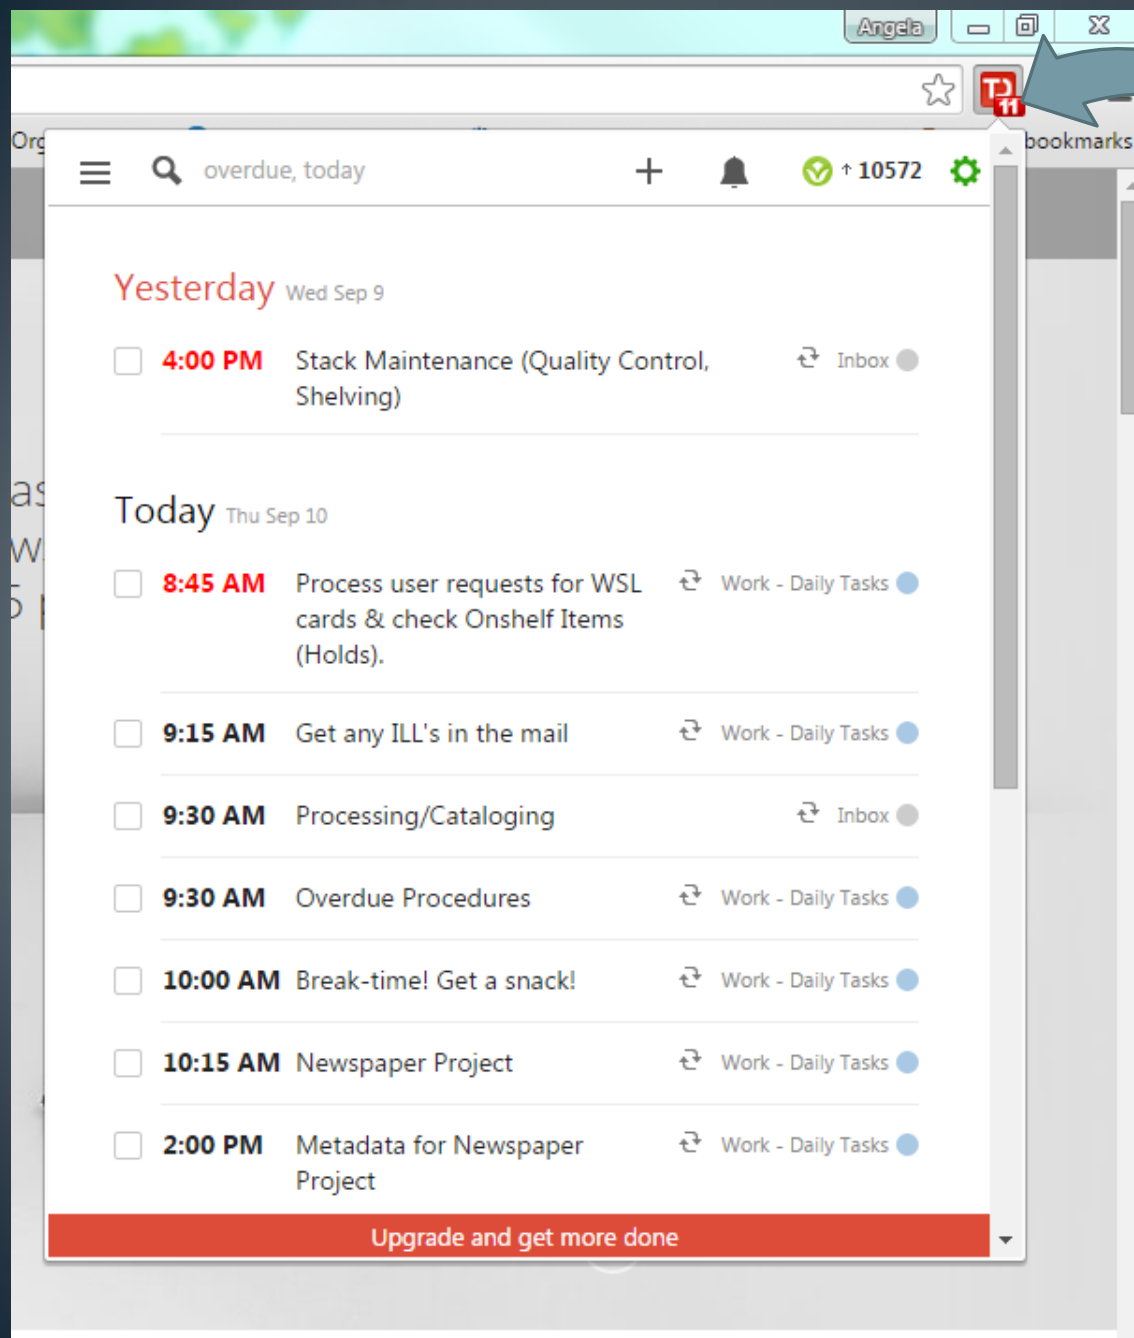 Angela
TD
11
Org
bookmarks
overdue, today
↑ 10572
Yesterday Wed Sep 9
4:00 PM Stack Maintenance (Quality Control, Inbox
Shelving)
as
w
Today Thu Sep 10
8:45 AM Process user requests for WSL Work - Daily Tasks
cards & check Onshelf Items
(Holds).
5 p
9:15 AM Get any ILL's in the mail Work - Daily Tasks
9:30 AM Processing/Cataloging Inbox
9:30 AM Overdue Procedures Work - Daily Tasks
10:00 AM Break-time! Get a snack! Work - Daily Tasks
10:15 AM Newspaper Project Work - Daily Tasks
2:00 PM Metadata for Newspaper Work - Daily Tasks
Project
Upgrade and get more done